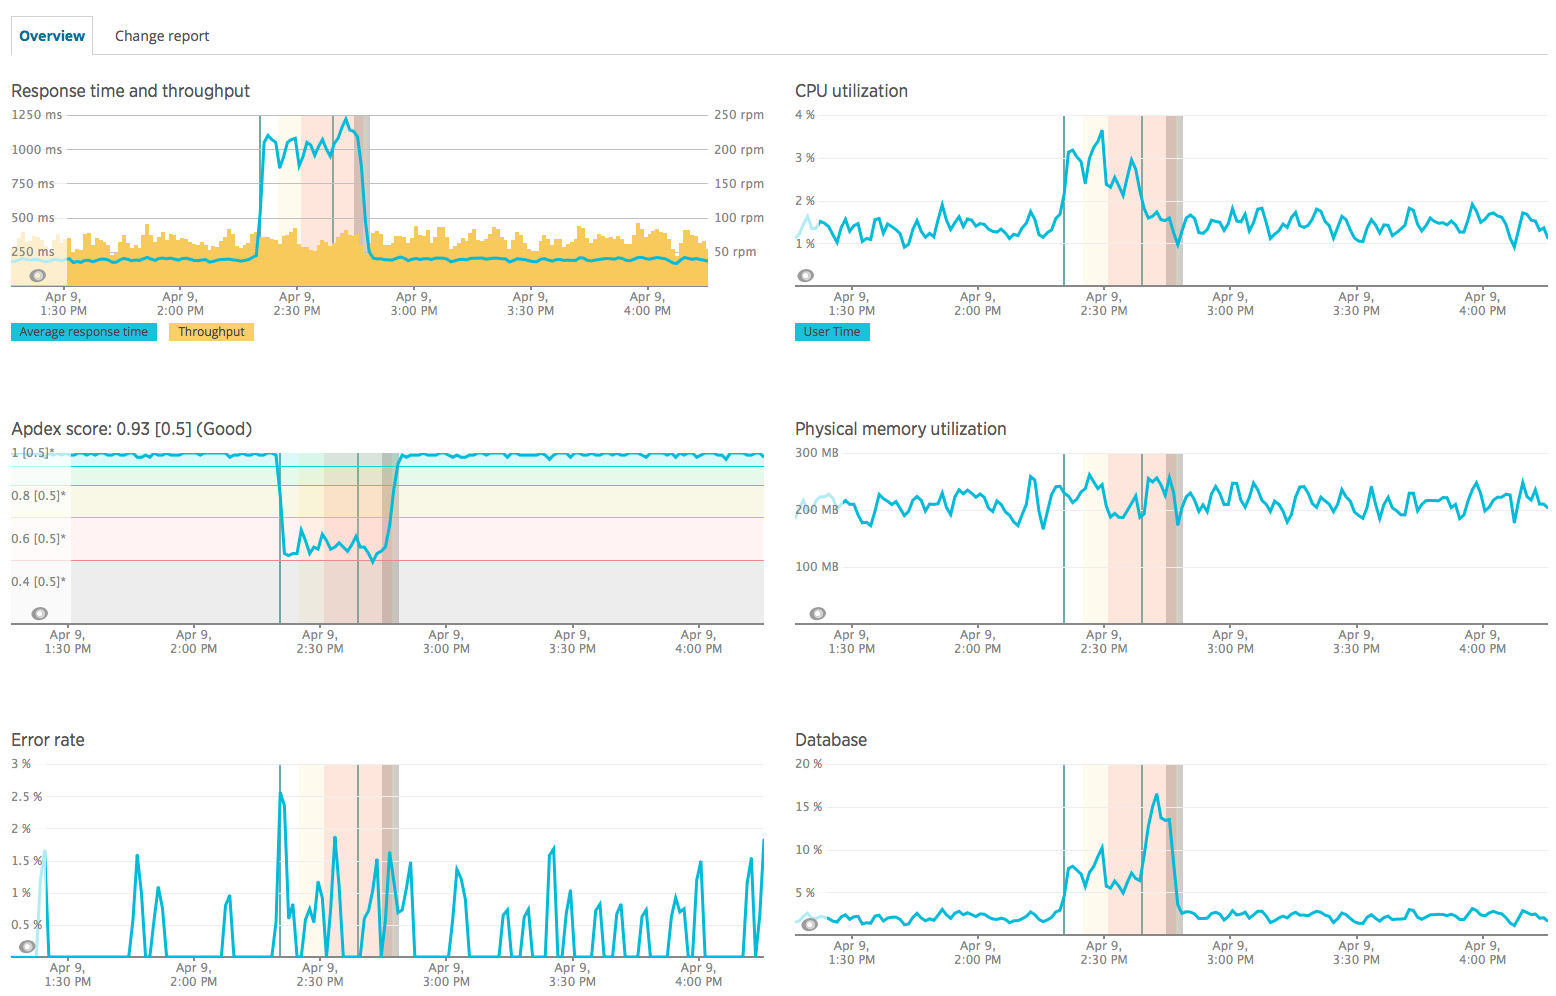 Overview
Change report
Response time and throughput
1250 ms
1000 ms
750 ms
500 ms
250 ms
250 rpm
200 rpm
150 rpm
100 rpm
50 rpm
Apr 9,
1:30 PM
Apr 9,
2:00 PM
Apr 9,
2:30 PM
Apr 9,
3:00 PM
Apr 9,
3:30 PM
Apr 9,
4:00 PM
Average response time
Throughput
CPU utilization
4 %
3 %
2 %
1 %
Apr 9,
1:30 PM
Apr 9,
2:00 PM
Apr 9,
2:30 PM
Apr 9,
3:00 PM
Apr 9,
3:30 PM
Apr 9,
4:00 PM
User Time
Apdex score: 0.93 [0.5] (Good)
1 [0.5]*
0.8 [0.5]*
0.6 [0.5]*
0.4 [0.5]*
Apr 9,
1:30 PM
Apr 9,
2:00 PM
Apr 9,
2:30 PM
Apr 9,
3:00 PM
Apr 9,
3:30 PM
Apr 9,
4:00 PM
Physical memory utilization
300 MB
200 MB
100 MB
Apr 9,
1:30 PM
Apr 9,
2:00 PM
Apr 9,
2:30 PM
Apr 9,
3:00 PM
Apr 9,
3:30 PM
Apr 9,
4:00 PM
Error rate
3 %
2.5 %
2 %
1.5 %
1 %
0.5 %
Apr 9,
1:30 PM
Apr 9,
2:00 PM
Apr 9,
2:30 PM
Apr 9,
3:00 PM
Apr 9,
3:30 PM
Apr 9,
4:00 PM
Database
20 %
15 %
10 %
5 %
Apr 9,
1:30 PM
Apr 9,
2:00 PM
Apr 9,
2:30 PM
Apr 9,
3:00 PM
Apr 9,
3:30 PM
Apr 9,
4:00 PM